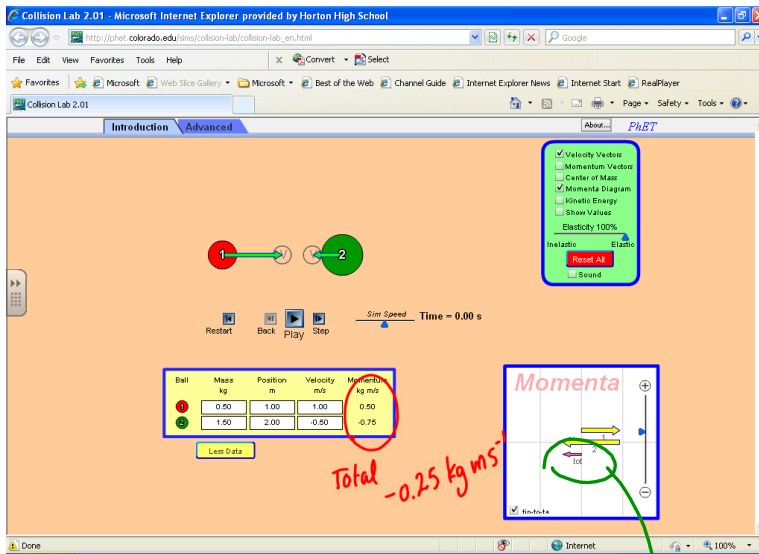 Collision Lab 2.01 - Microsoft Internet Explorer provided by Horton High School
http://phet.colorado.edu/sims/collision-lab/collision-lab_en.html
Google
File Edit View Favorites Tools Help x Convert Select
Favorites Microsoft Web Slice Gallery Microsoft Best of the Web Channel Guide Internet Explorer News Internet Start RealPlayer
Collision Lab 2.01 Page Safety Tools
Introduction Advanced About... PhET
Velocity Vectors
Momentum Vectors
Center of Mass
Momenta Diagram
Kinetic Energy
Show Values
Elasticity 100%
Inelastic Elastic
Reset All
Sound
1 V V 2
Restart Back Play Step Sim Speed Time = 0.00 s
Ball Mass Position Velocity Momentum
kg m m/s kg m/s
1 0.50 1.00 1.00 0.50
2 1.50 2.00 -0.50 -0.75
Less Data
Total -0.25 kg ms-1
Momenta
1
2
tot
tip-to-ta
Done Internet 100%